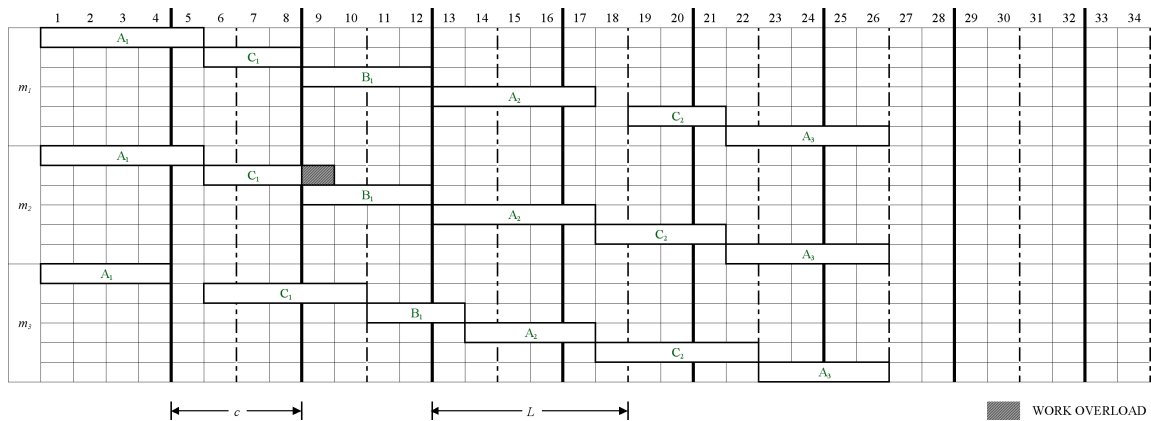 1 2 3 4 5 6 7 8 9 10 11 12 13 14 15 16 17 18 19 20 21 22 23 24 25 26 27 28 29 30 31 32 33 34
A₁
C₁
B₁
m₁
A₂
C₂
A₃
A₁
C₁
B₁
m₂
A₂
C₂
A₃
A₁
C₁
B₁
m₃
A₂
C₂
A₃
c L WORK OVERLOAD